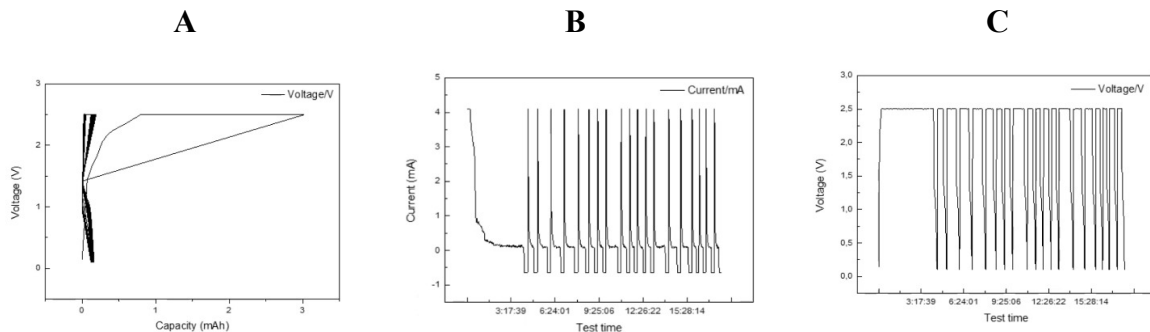 A
B
C
3
2
1
0
Voltage (V)
0
1
2
3
Capacity (mAh)
Voltage/V
5
4
3
2
1
0
-1
Current (mA)
3:17:39
6:24:01
9:25:06
12:26:22
15:28:14
Test time
Current/mA
3,0
2,5
2,0
1,5
1,0
0,5
0,0
Voltage (V)
3:17:39
6:24:01
9:25:06
12:26:22
15:28:14
Test time
Voltage/V